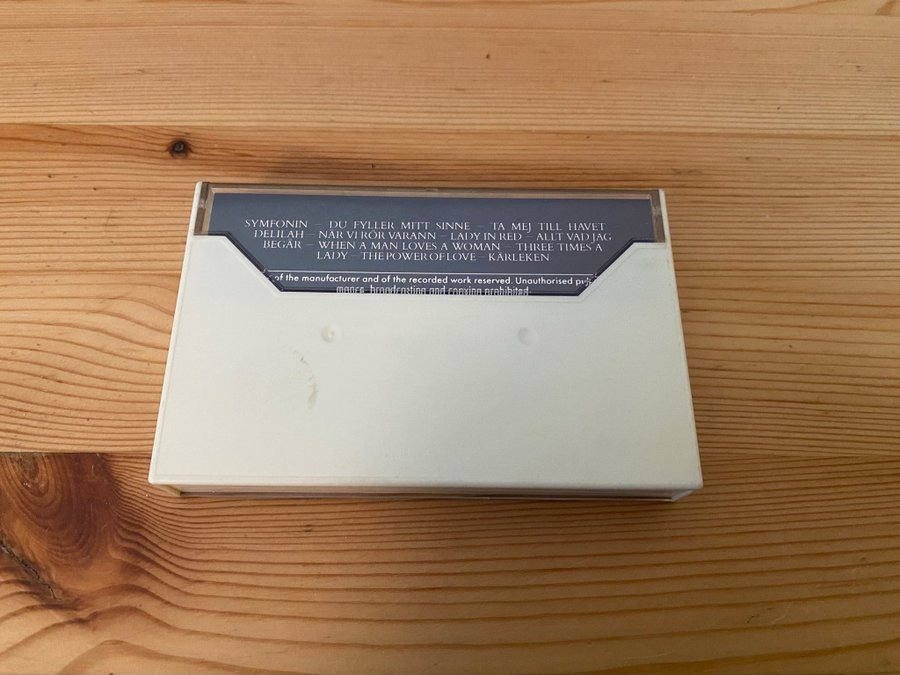 SYMFONIN – DU FYLLER MITT SINNE – TA MEJ TILL HAVET
DELILAH – NÄR VI RÖR VARANN – LADY IN RED – ALLT VAD JAG
BEGÄR – WHEN A MAN LOVES A WOMAN – THREE TIMES A
LADY – THE POWER OF LOVE – KÄRLEKEN
of the manufacturer and of the recorded work reserved. Unauthorised
mance, broadcasting and copying prohibited